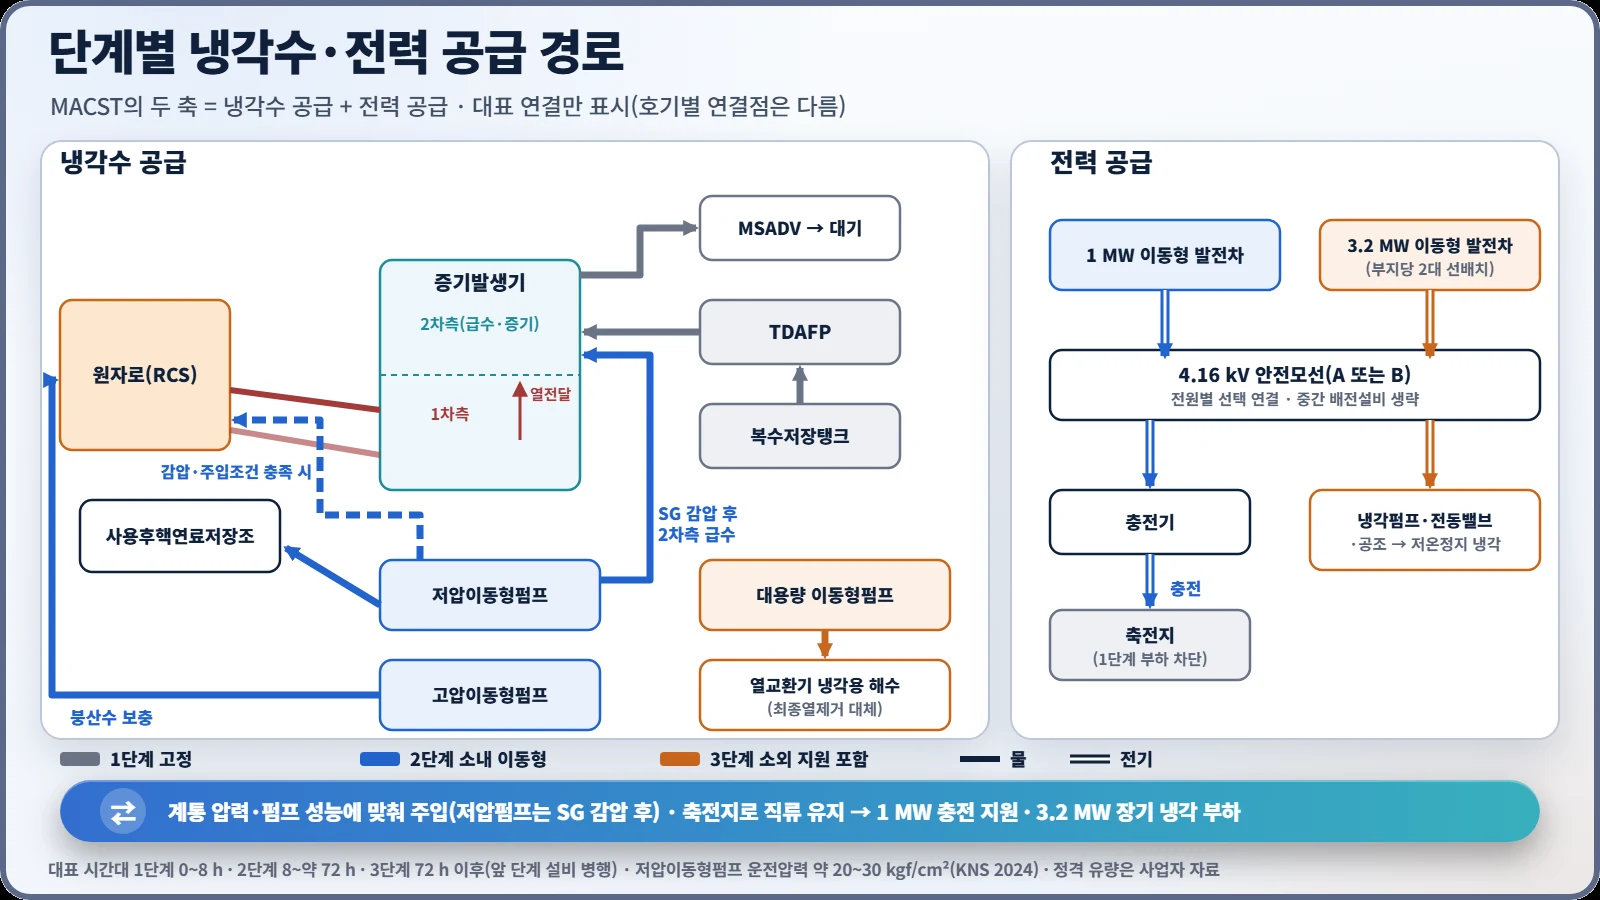 단계별 냉각수·전력 공급 경로
MACST의 두 축 = 냉각수 공급 + 전력 공급 · 대표 연결만 표시(호기별 연결점은 다름)
냉각수 공급
MSADV → 대기
증기발생기
2차측(급수·증기)
TDAFP
원자로(RCS)
열전달
1차측
복수저장탱크
감압·주입조건 충족 시
사용후핵연료저장조
SG 감압 후
2차측 급수
저압이동형펌프
대용량 이동형펌프
고압이동형펌프
열교환기 냉각용 해수
(최종열제거 대체)
붕산수 보충
전력 공급
1 MW 이동형 발전차
3.2 MW 이동형 발전차
(부지당 2대 선배치)
4.16 kV 안전모선(A 또는 B)
전원별 선택 연결 · 중간 배전설비 생략
충전기
냉각펌프·전동밸브
·공조 → 저온정지 냉각
충전
축전지
(1단계 부하 차단)
1단계 고정
2단계 소내 이동형
3단계 소외 지원 포함
물
전기
계통 압력·펌프 성능에 맞춰 주입(저압펌프는 SG 감압 후) · 축전지로 직류 유지 → 1 MW 충전 지원 · 3.2 MW 장기 냉각 부하
대표 시간대 1단계 0~8 h · 2단계 8~약 72 h · 3단계 72 h 이후(앞 단계 설비 병행) · 저압이동형펌프 운전압력 약 20~30 kgf/cm²(KNS 2024) · 정격 유량은 사업자 자료